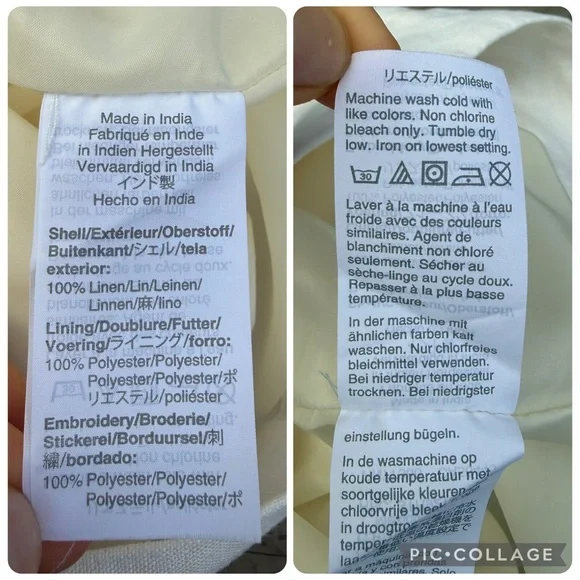 Made in India
Fabriqué en Inde
in Indien Hergestellt
Vervaardigd in India
インド製
Hecho en India
Shell/Extérieur/Oberstoff/
Buitenkant/シェル/tela
exterior:
100% Linen/Lin/Leinen/
Linnen/麻/lino
Lining/Doublure/Futter/
Voering/ライニング/forro:
100% Polyester/Polyester/
Polyester/Polyester/ポ
リエステル/poliéster
Embroidery/Broderie/
Stickerei/Borduursel/刺
繍/bordado:
100% Polyester/Polyester/
Polyester/Polyester/ポ
リエステル/poliéster
Machine wash cold with
like colors. Non chlorine
bleach only. Tumble dry
low. Iron on lowest setting.
30
Laver à la machine à l'eau
froide avec des couleurs
similaires. Agent de
blanchiment non chloré
seulement. Sécher au
sèche-linge au cycle doux.
Repasser à la plus basse
température.
In der maschine mit
ähnlichen farben kalt
waschen. Nur chlorfreies
bleichmittel verwenden.
Bei niedriger temperatur
trocknen. Bei niedrigster
einstellung bügeln.
In de wasmachine op
koude temperatuur met
soortgelijke kleuren
chloorvrije
in droogtro
temper
laag
PIC•COLLAGE